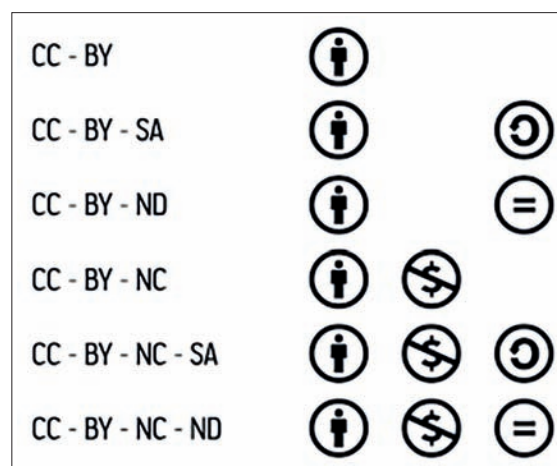 CC - BY
CC - BY - SA
CC - BY - ND
CC - BY - NC
CC - BY - NC - SA
CC - BY - NC - ND